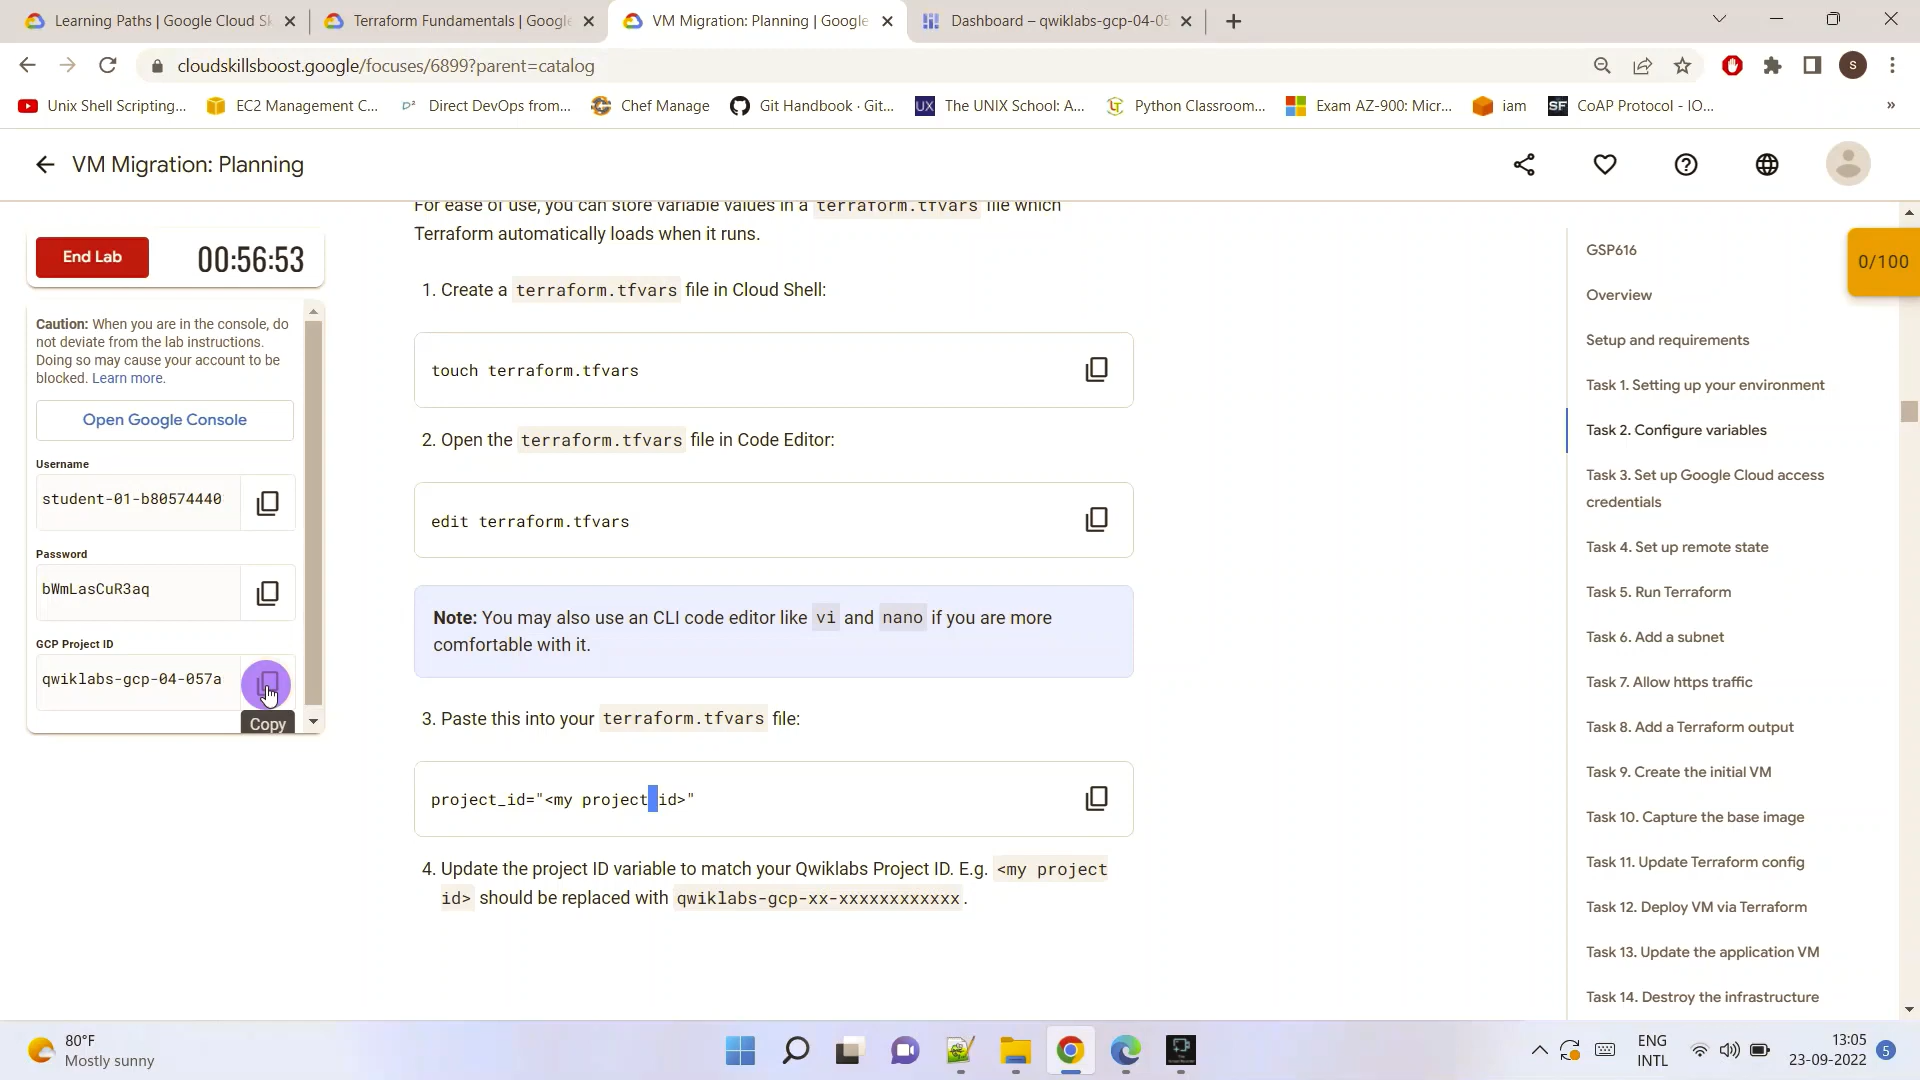 Learning Paths | Google Cloud Sk
Terraform Fundamentals | Google
VM Migration: Planning | Google
Dashboard – qwiklabs-gcp-04-05
cloudskillsboost.google/focuses/6899?parent=catalog
S
Unix Shell Scripting...
EC2 Management C...
Direct DevOps from...
Chef Manage
Git Handbook · Git...
UX
The UNIX School: A...
Python Classroom...
Exam AZ-900: Micr...
iam
SF
CoAP Protocol - IO...
»
VM Migration: Planning
End Lab
00:56:53
Caution: When you are in the console, do
not deviate from the lab instructions.
Doing so may cause your account to be
blocked. Learn more.
Open Google Console
Username
student-01-b80574440
Password
bWmLasCuR3aq
GCP Project ID
qwiklabs-gcp-04-057a
Copy
For ease of use, you can store variable values in a terraform.tfvars file which
Terraform automatically loads when it runs.
1. Create a terraform.tfvars file in Cloud Shell:
touch terraform.tfvars
2. Open the terraform.tfvars file in Code Editor:
edit terraform.tfvars
Note: You may also use an CLI code editor like vi and nano if you are more
comfortable with it.
3. Paste this into your terraform.tfvars file:
project_id="<my project id>"
4. Update the project ID variable to match your Qwiklabs Project ID. E.g. <my project
id> should be replaced with qwiklabs-gcp-xx-xxxxxxxxxxxx.
GSP616
Overview
Setup and requirements
Task 1. Setting up your environment
Task 2. Configure variables
Task 3. Set up Google Cloud access
credentials
Task 4. Set up remote state
Task 5. Run Terraform
Task 6. Add a subnet
Task 7. Allow https traffic
Task 8. Add a Terraform output
Task 9. Create the initial VM
Task 10. Capture the base image
Task 11. Update Terraform config
Task 12. Deploy VM via Terraform
Task 13. Update the application VM
Task 14. Destroy the infrastructure
0/100
80°F
Mostly sunny
ENG
INTL
13:05
23-09-2022
5